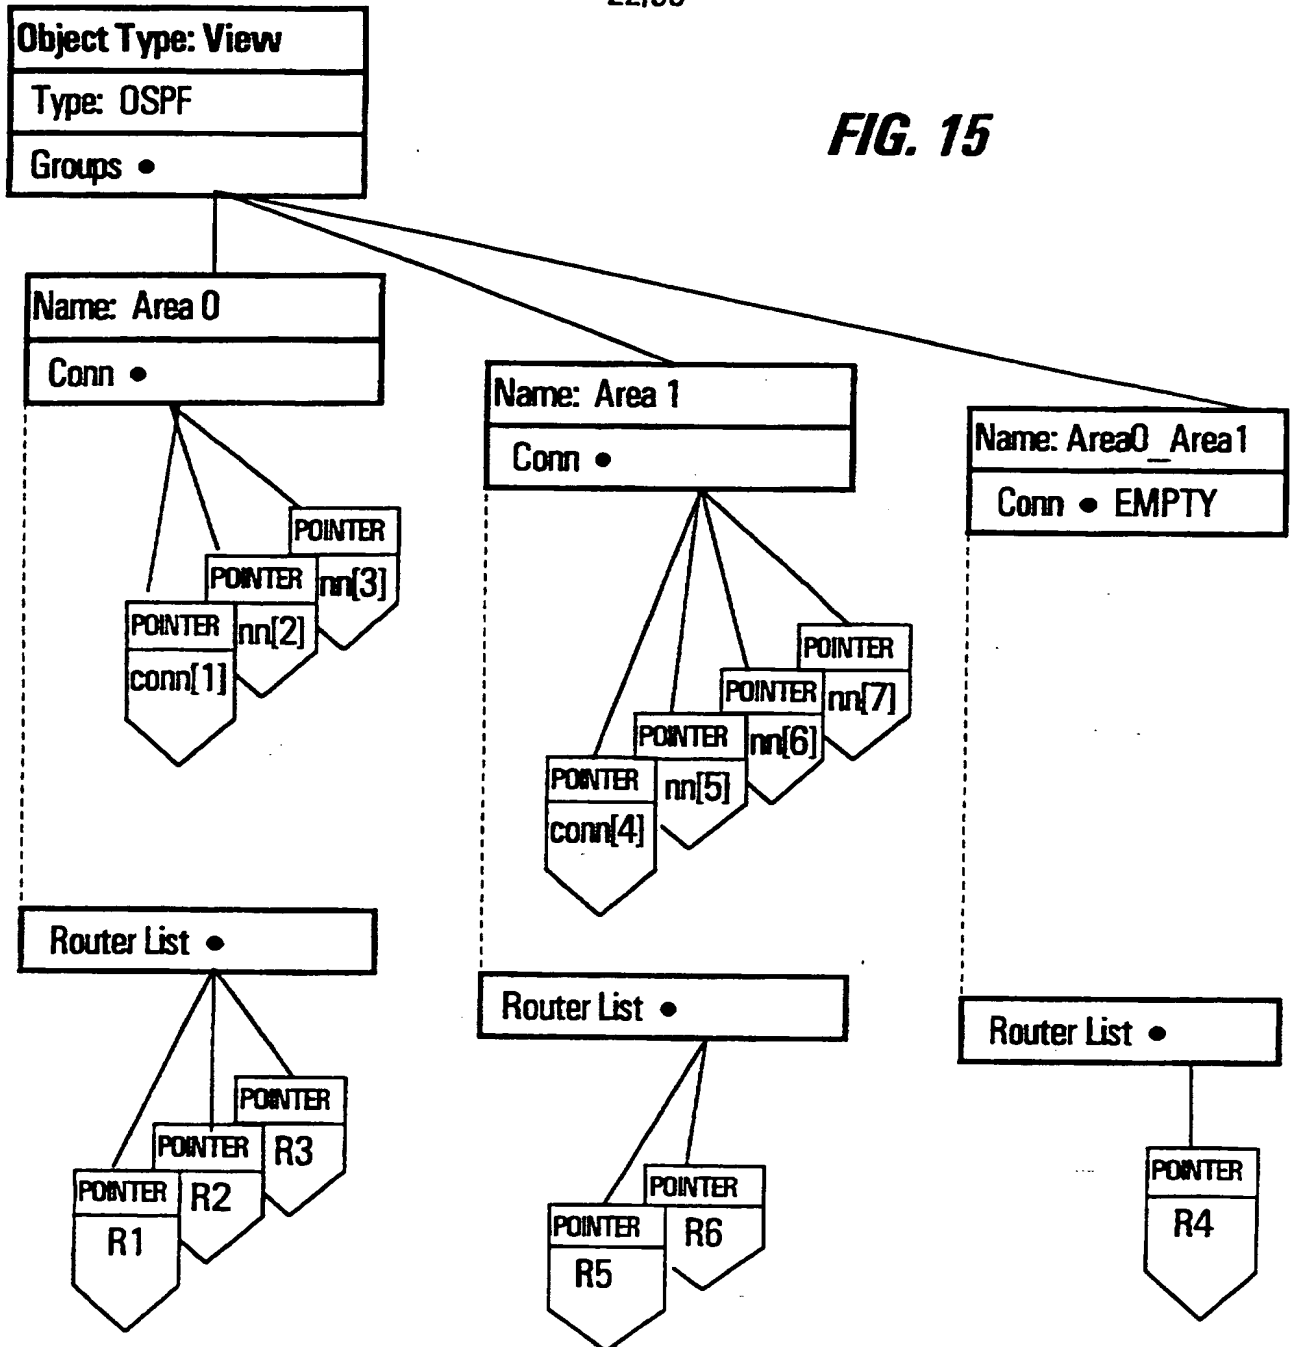 Object Type: View
Type: OSPF
Groups
FIG. 15
Name: Area 0
Conn
Name: Area 1
Conn
Name: Area0_Area1
Conn • EMPTY
POINTER
nn[3]
POINTER
nn[2]
POINTER
conn[1]
POINTER
nn[7]
POINTER
nn[6]
POINTER
nn[5]
POINTER
conn[4]
Router List
Router List
Router List
POINTER
R3
POINTER
R2
POINTER
R1
POINTER
R6
POINTER
R5
POINTER
R4